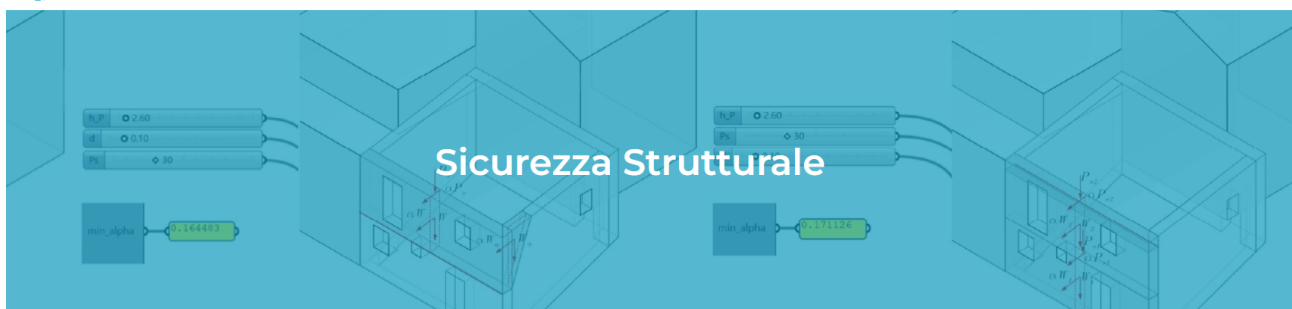 h_P 2.60
d 0.10
Ps 30
min_alpha 0.164483
Sicurezza Strutturale
h_P 2.60
Ps 30
min_alpha 0.171126